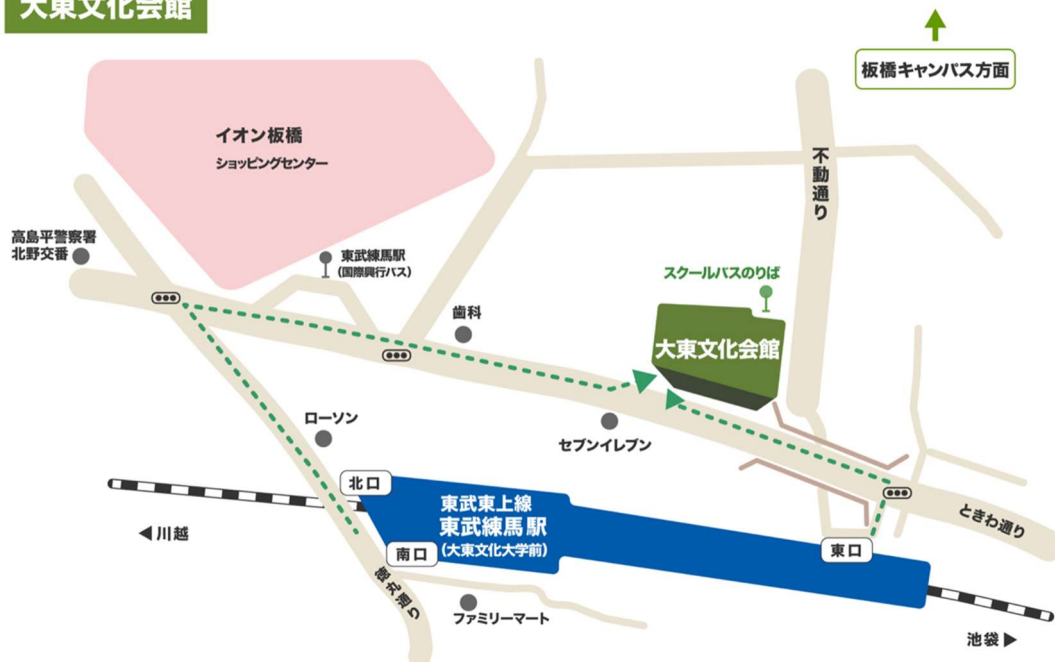 大東文化会館
板橋キャンパス方面
イオン板橋
ショッピングセンター
不動通り
高島平警察署
北野交番
東武練馬駅
(国際興行バス)
スクールバスのりば
歯科
大東文化会館
ローソン
セブンイレブン
北口
東武東上線
東武練馬駅
(大東文化大学前)
南口
東口
ときわ通り
◀川越
徳丸通り
ファミリーマート
池袋▶